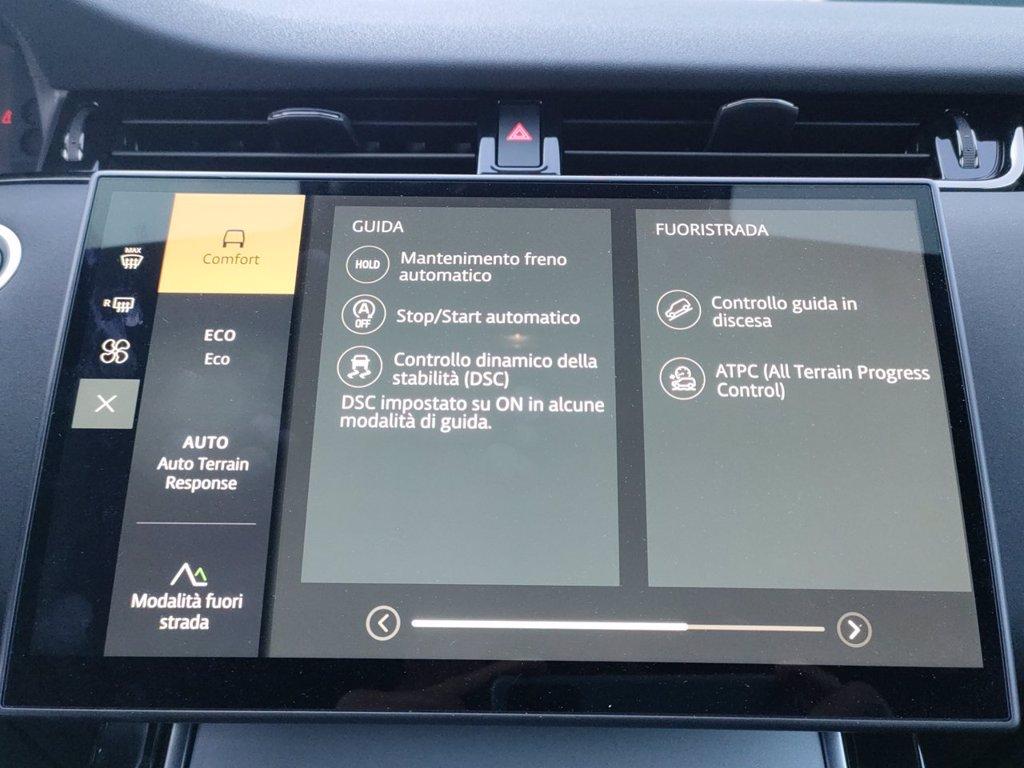 MAX
R
Comfort
ECO
Eco
AUTO
Auto Terrain
Response
Modalità fuori
strada
GUIDA
HOLD
Mantenimento freno
automatico
A
OFF
Stop/Start automatico
Controllo dinamico della
stabilità (DSC)
DSC impostato su ON in alcune
modalità di guida.
FUORISTRADA
Controllo guida in
discesa
ATPC (All Terrain Progress
Control)